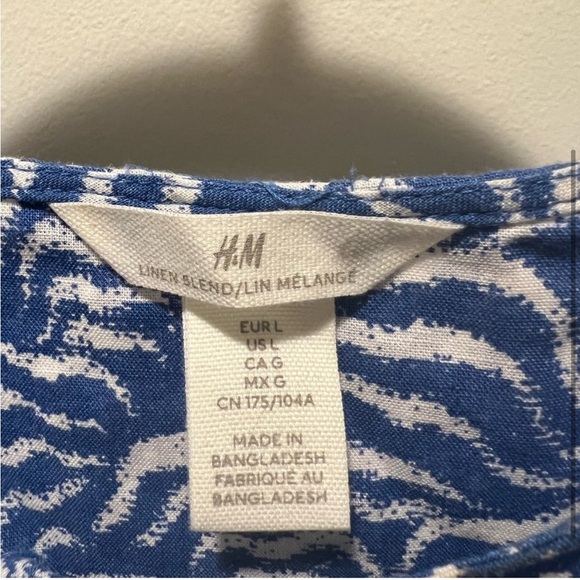 H&M
LINEN BLEND/LIN MÉLANGÉ
EUR L
US L
CA G
MX G
CN 175/104A
MADE IN
BANGLADESH
FABRIQUÉ AU
BANGLADESH